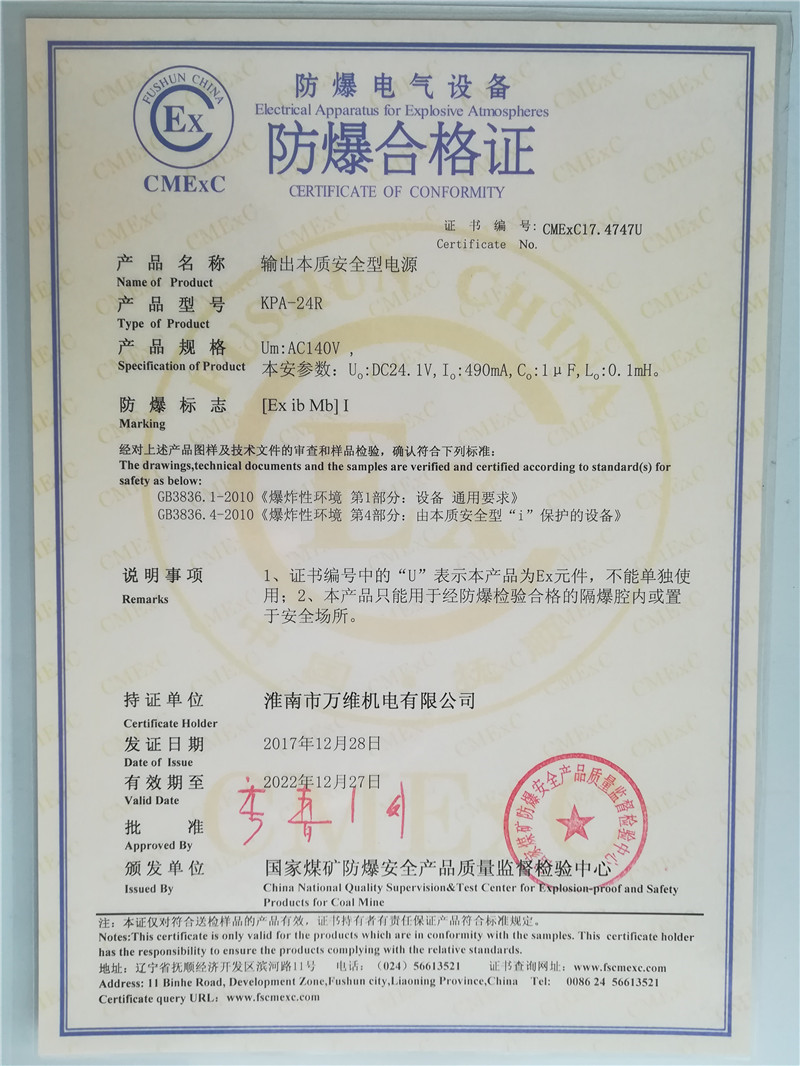 FUSHUN CHINA
Ex
CMExC
防爆电气设备
Electrical Apparatus for Explosive Atmospheres
防爆合格证
CERTIFICATE OF CONFORMITY
证书编号: CMExC17.4747U
Certificate No.
产品名称 输出本质安全型电源
Name of Product
产品型号 KPA-24R
Type of Product
产品规格 Um:AC140V ,
Specification of Product 本安参数: Uo:DC24.1V,Io:490mA,Co:1μF,Lo:0.1mH。
防爆标志 [Ex ib Mb] I
Marking
经对上述产品图样及技术文件的审查和样品检验，确认符合下列标准:
The drawings,technical documents and the samples are verified and certified according to standard(s) for
safety as below:
GB3836.1-2010《爆炸性环境 第1部分: 设备 通用要求》
GB3836.4-2010《爆炸性环境 第4部分: 由本质安全型“i”保护的设备》
说明事项 1、证书编号中的“U”表示本产品为Ex元件，不能单独使
Remarks 用；2、本产品只能用于经防爆检验合格的隔爆腔内或置
于安全场所。
持证单位 淮南市万维机电有限公司
Certificate Holder
发证日期 2017年12月28日
Date of Issue
有效期至 2022年12月27日
Valid Date
批准
Approved By
颁发单位 国家煤矿防爆安全产品质量监督检验中心
Issued By China National Quality Supervision&Test Center for Explosion-proof and Safety
Products for Coal Mine
国家煤矿防爆安全产品质量监督检验中心
注: 本证仅对符合送检样品的产品有效，证书持有者有责任保证产品符合标准规定。
Notes:This certificate is only valid for the products which are in conformity with the samples. This certificate holder
has the responsibility to ensure the products complying with the relative standards.
地址: 辽宁省抚顺经济开发区滨河路11号 电话: （024）56613521 证书查询网址: www.fscmexc.com
Address: 11 Binhe Road, Development Zone,Fushun city,Liaoning Province,China Tel: 0086 24 56613521
Certificate query URL: www.fscmexc.com